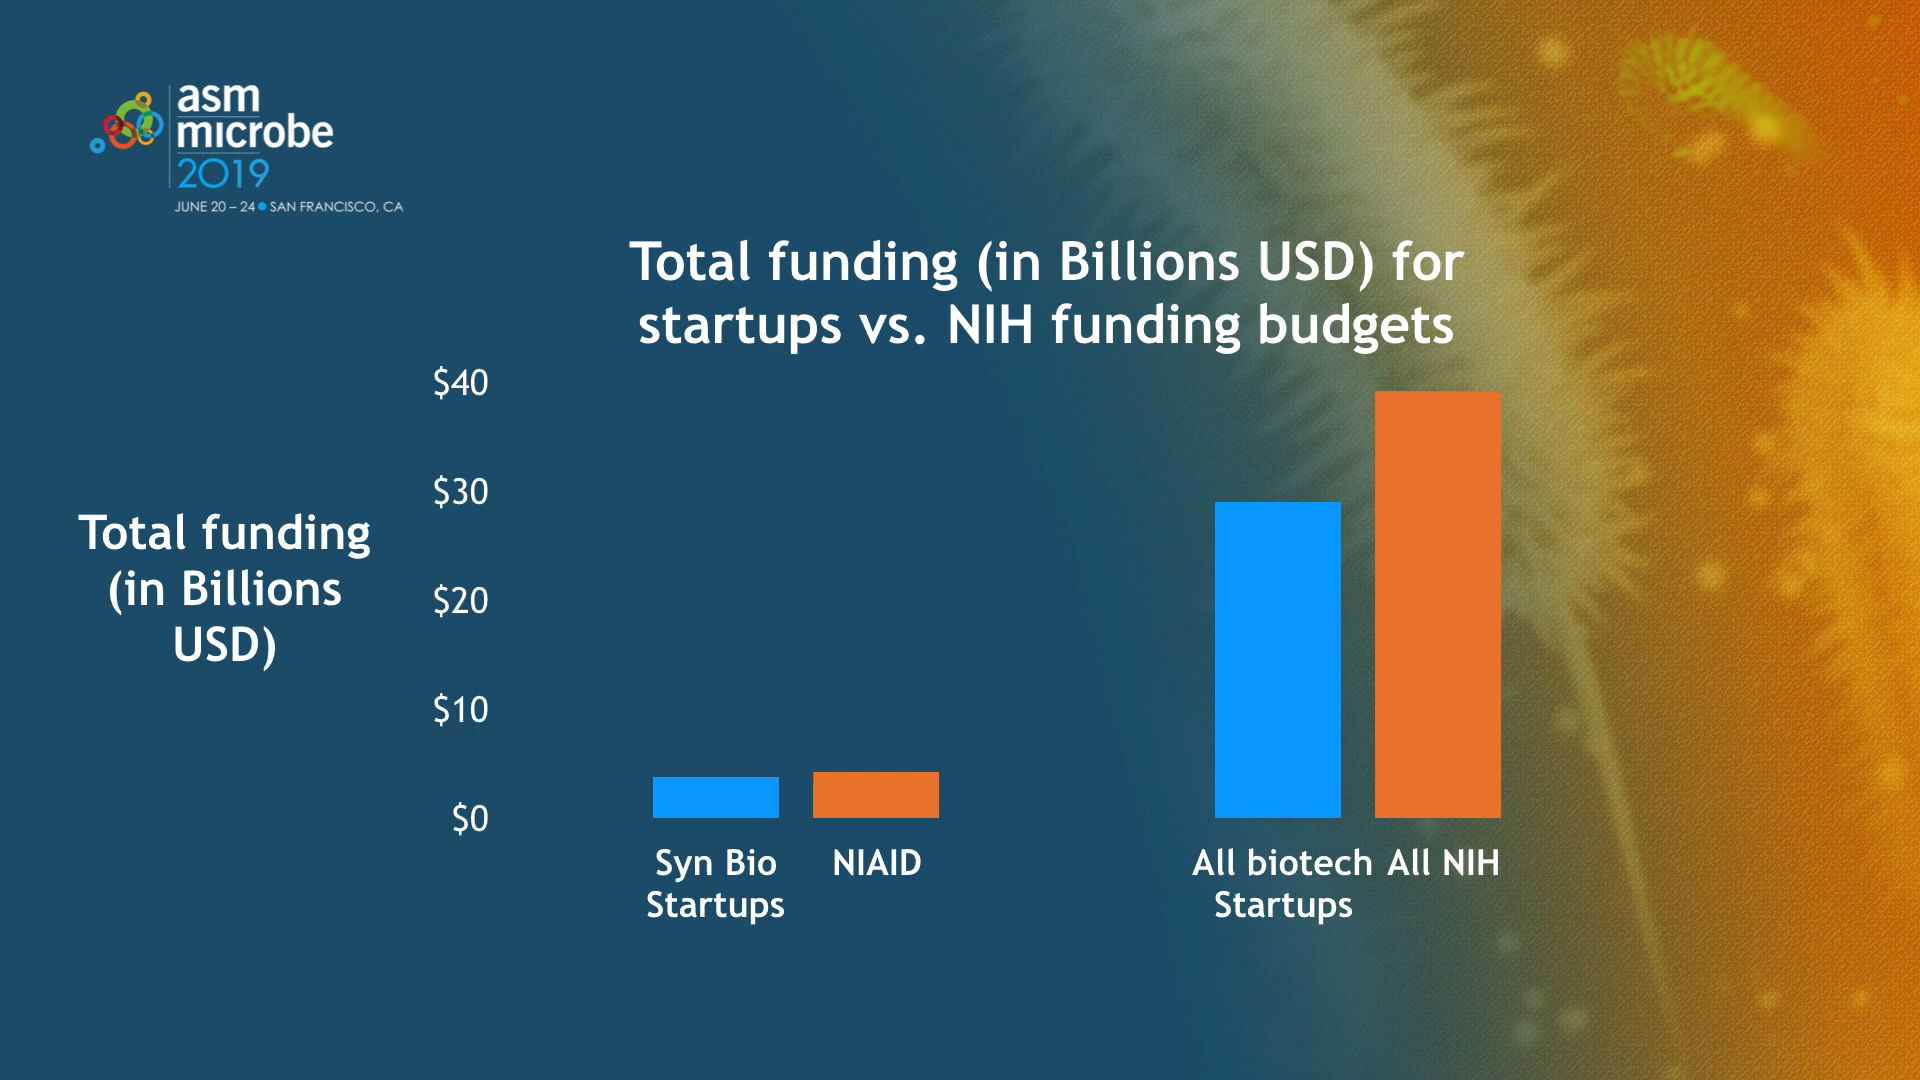 asm
microbe
2019
JUNE 20 – 24 • SAN FRANCISCO, CA
Total funding (in Billions USD) for
startups vs. NIH funding budgets
Total funding
(in Billions
USD)
$40
$30
$20
$10
$0
Syn Bio
Startups
NIAID
All biotech
Startups
All NIH